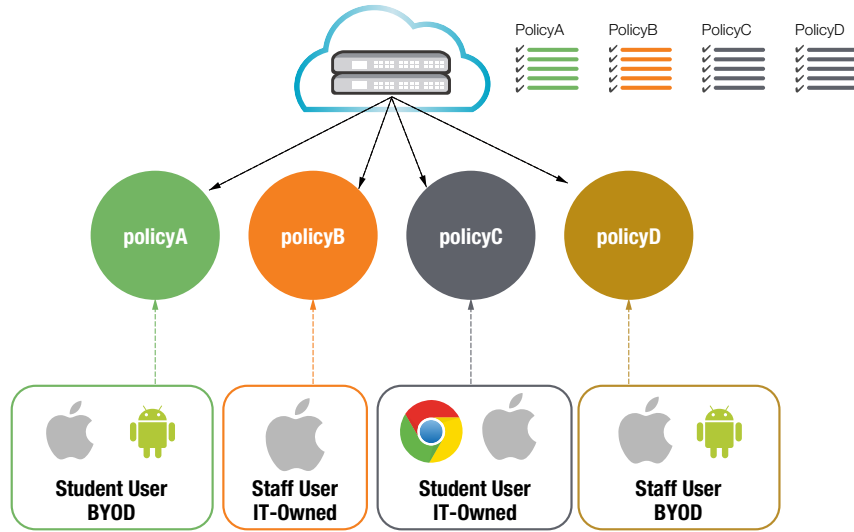 PolicyA PolicyB PolicyC PolicyD
policyA policyB policyC policyD
Student User Staff User Student User Staff User
BYOD IT-Owned IT-Owned BYOD